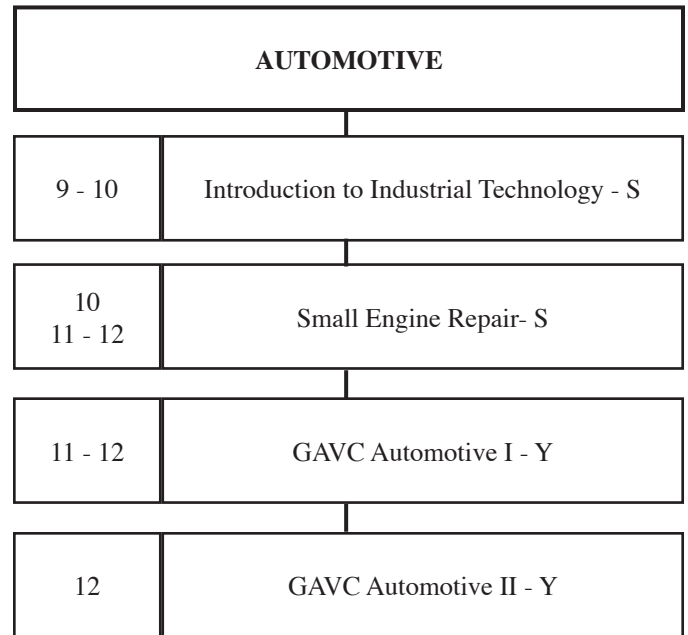 AUTOMOTIVE
9 - 10
Introduction to Industrial Technology - S
10
11 - 12
Small Engine Repair- S
11 - 12
GAVC Automotive I - Y
12
GAVC Automotive II - Y